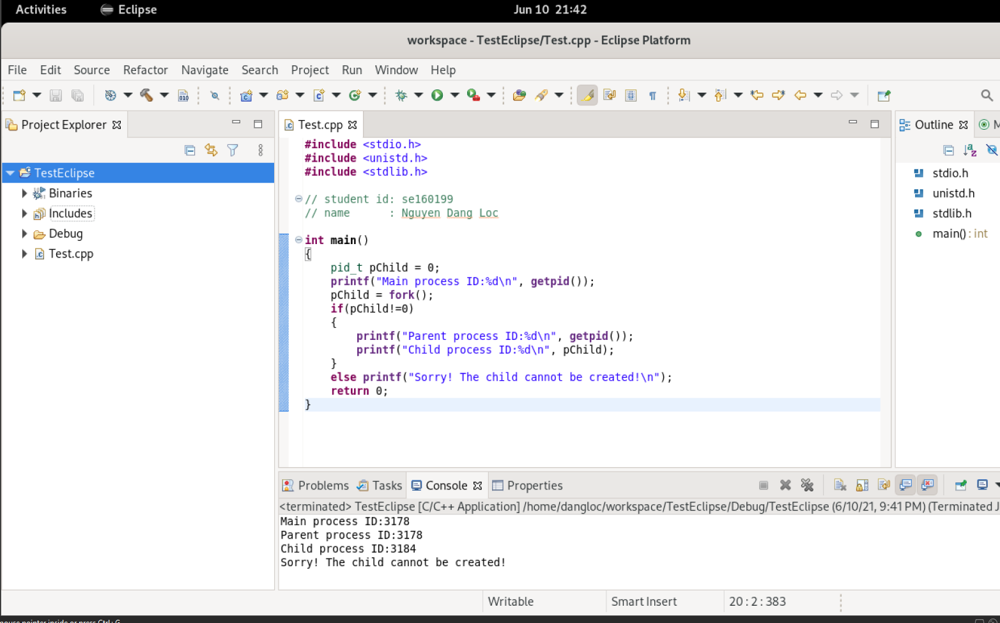 Activities Eclipse Jun 10 21:42
workspace - TestEclipse/Test.cpp - Eclipse Platform
File Edit Source Refactor Navigate Search Project Run Window Help
Project Explorer
TestEclipse
Binaries
Includes
Debug
Test.cpp
Test.cpp
#include <stdio.h>
#include <unistd.h>
#include <stdlib.h>
// student id: se160199
// name      : Nguyen Dang Loc
int main()
{
    pid_t pChild = 0;
    printf("Main process ID:%d\n", getpid());
    pChild = fork();
    if(pChild!=0)
    {
        printf("Parent process ID:%d\n", getpid());
        printf("Child process ID:%d\n", pChild);
    }
    else printf("Sorry! The child cannot be created!\n");
    return 0;
}
Outline M
stdio.h
unistd.h
stdlib.h
main() : int
Problems Tasks Console Properties
<terminated> TestEclipse [C/C++ Application] /home/dangloc/workspace/TestEclipse/Debug/TestEclipse (6/10/21, 9:41 PM) (Terminated J
Main process ID:3178
Parent process ID:3178
Child process ID:3184
Sorry! The child cannot be created!
Writable Smart Insert 20 : 2 : 383
mouse pointer inside or press Ctrl+G.